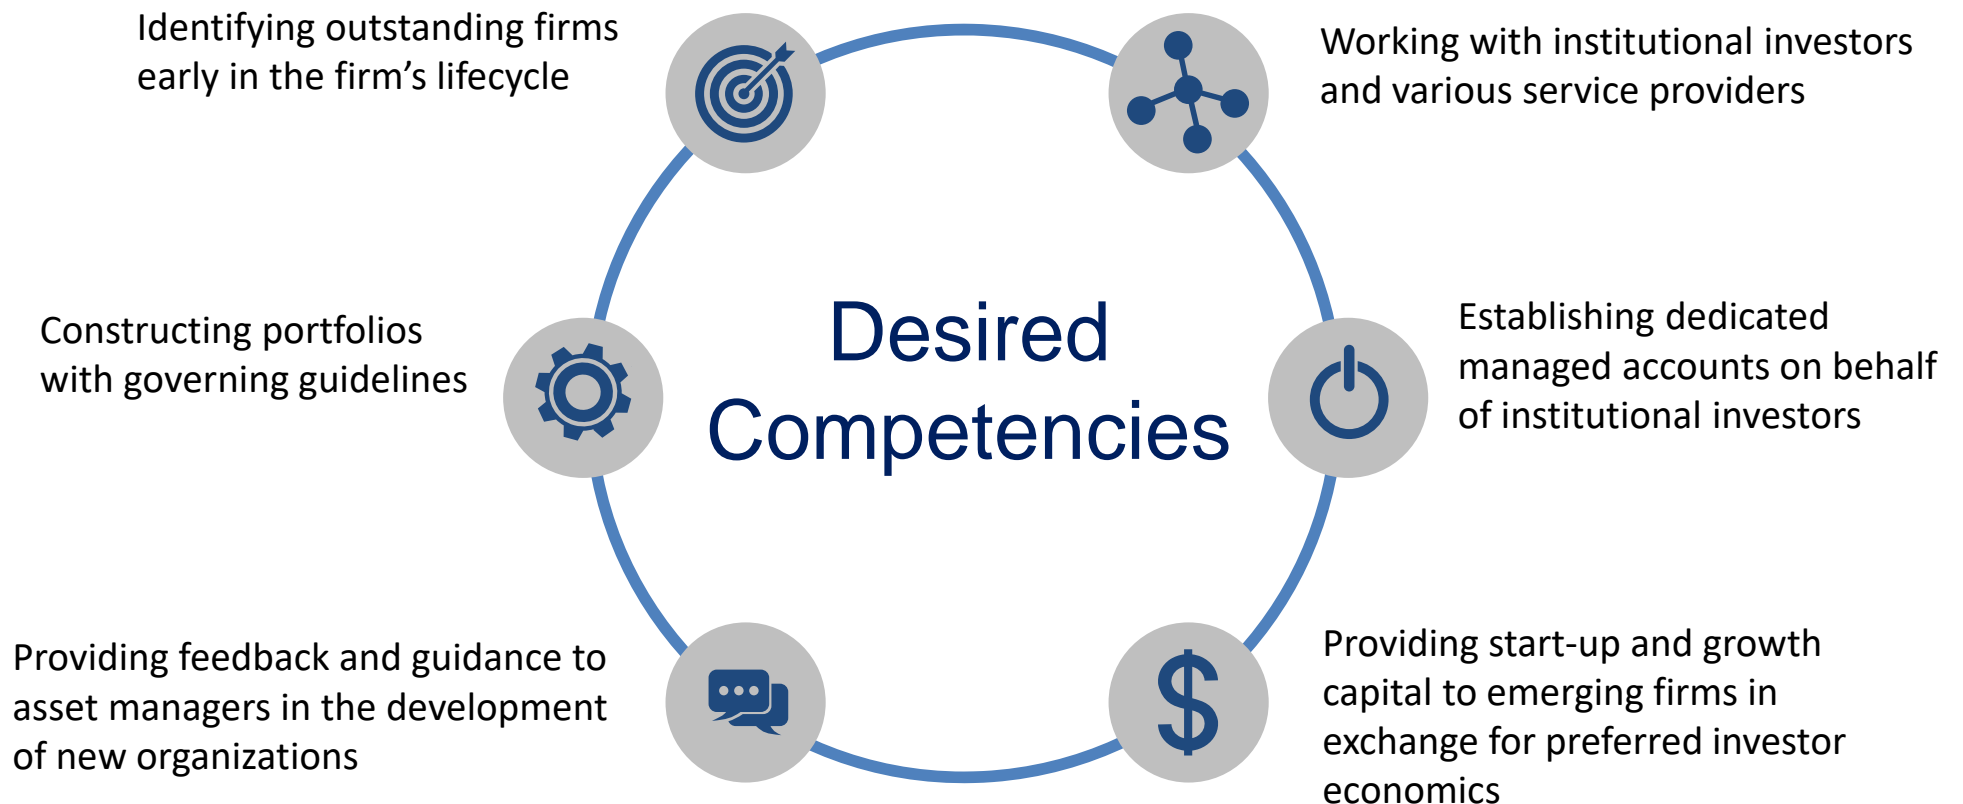 Identifying outstanding firms
early in the firm’s lifecycle
Working with institutional investors
and various service providers
Constructing portfolios
with governing guidelines
Desired
Competencies
Establishing dedicated
managed accounts on behalf
of institutional investors
Providing feedback and guidance to
asset managers in the development
of new organizations
$
Providing start-up and growth
capital to emerging firms in
exchange for preferred investor
economics